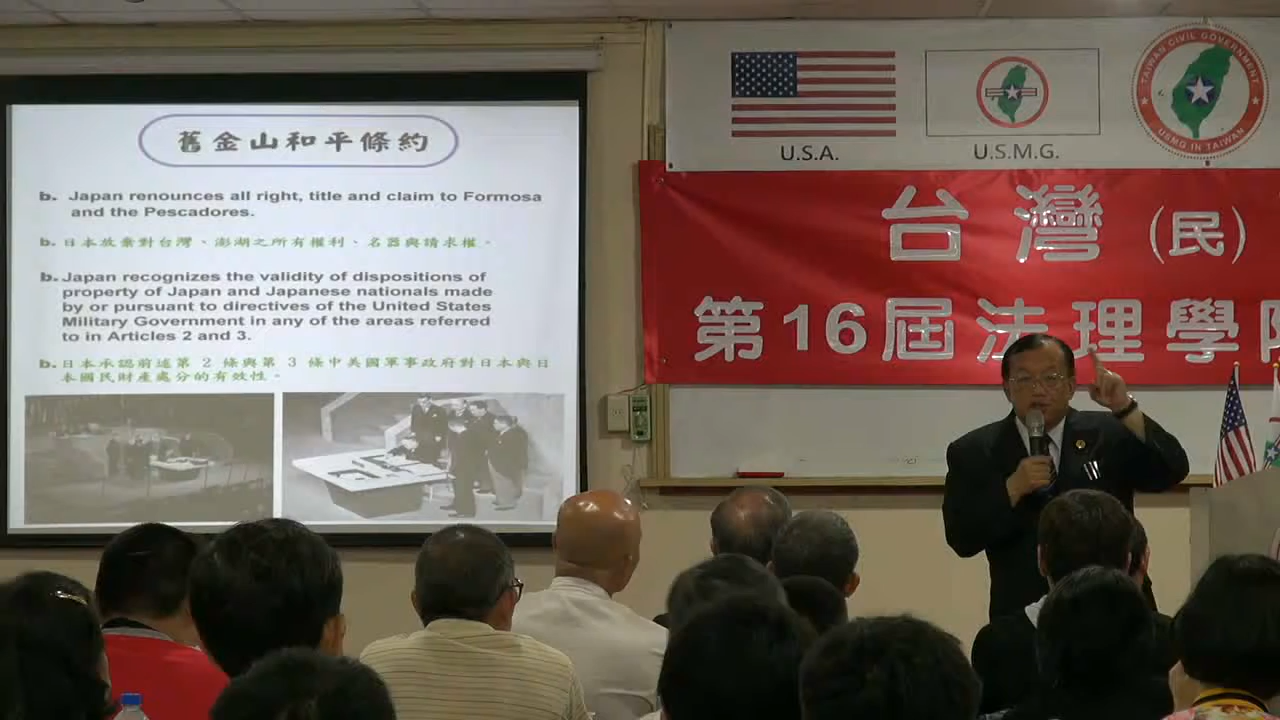 舊金山和平條約
b. Japan renounces all right, title and claim to Formosa
and the Pescadores.
b. 日本放棄對台灣、澎湖之所有權利、名器與請求權。
b. Japan recognizes the validity of dispositions of
property of Japan and Japanese nationals made
by or pursuant to directives of the United States
Military Government in any of the areas referred
to in Articles 2 and 3.
b. 日本承認前述第 2 條與第 3 條中美國軍事政府對日本與日
本國民財產處分的有效性。
U.S.A.
U.S.M.G.
TAIWAN CIVIL GOVERNMENT
USMG IN TAIWAN
台灣(民)
第16屆法理學